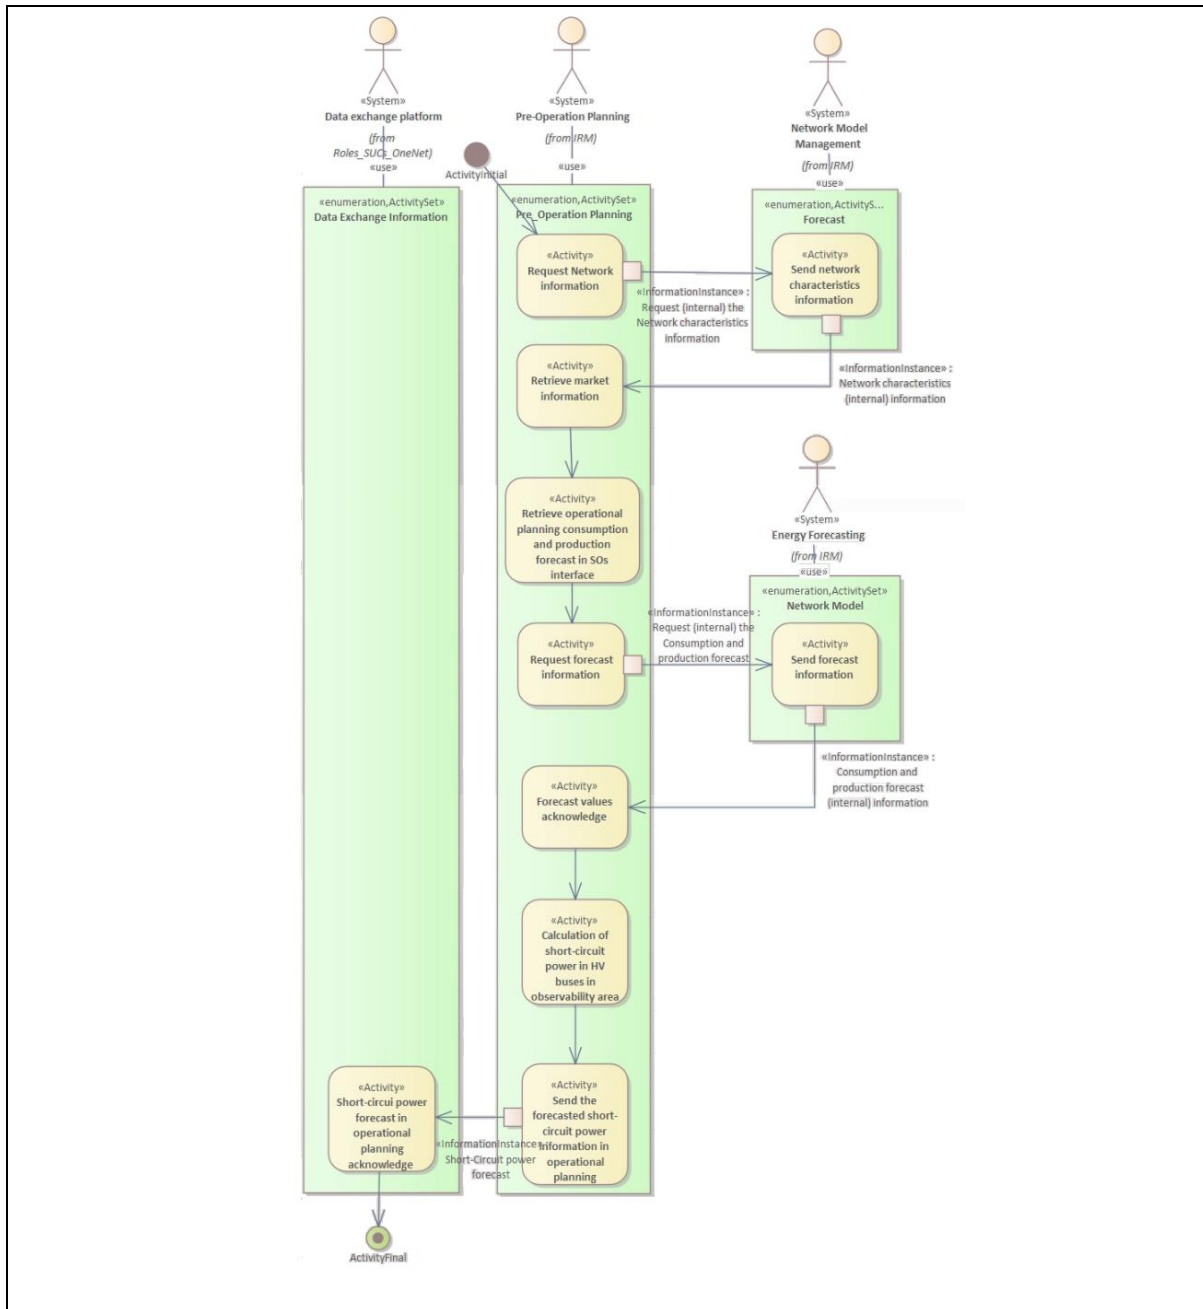 «System»
Data exchange platform
(from
Roles_SUCs_OneNet)
«use»
«System»
Pre-Operation Planning
(from IRM)
«use»
«System»
Network Model
Management
(from IRM)
«use»
ActivityInitial
«enumeration,ActivitySet»
Data Exchange Information
«enumeration,ActivitySet»
Pre_Operation Planning
«enumeration,ActivityS...
Forecast
«Activity»
Request Network
information
«InformationInstance» :
Request (internal) the
Network characteristics
information
«Activity»
Send network
characteristics
information
«InformationInstance» :
Network characteristics
(internal) information
«Activity»
Retrieve market
information
«Activity»
Retrieve operational
planning consumption
and production
forecast in SOs
interface
«System»
Energy Forecasting
(from IRM)
«use»
«enumeration,ActivitySet»
Network Model
«Activity»
Request forecast
information
«InformationInstance» :
Request (internal) the
Consumption and
production forecast
«Activity»
Send forecast
information
«InformationInstance» :
Consumption and
production forecast
(internal) information
«Activity»
Forecast values
acknowledge
«Activity»
Calculation of
short-circuit
power in HV
buses in
observability area
«Activity»
Send the
forecasted short-
circuit power
information in
operational
planning
«InformationInstance»
Short-Circuit power
forecast
«Activity»
Short-circui power
forecast in
operational
planning
acknowledge
ActivityFinal